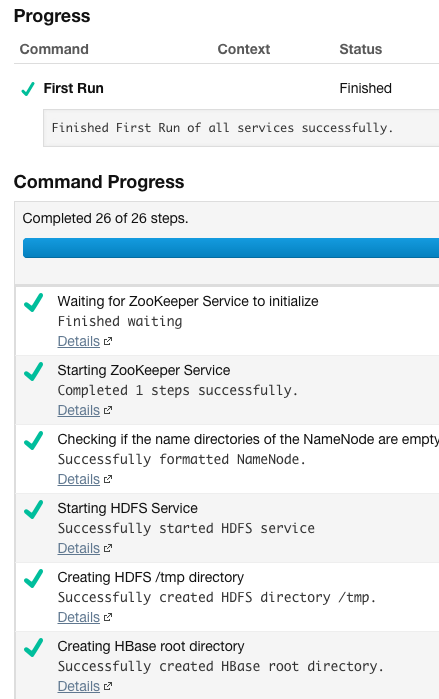 Progress
Command Context Status
First Run Finished
Finished First Run of all services successfully.
Command Progress
Completed 26 of 26 steps.
Waiting for ZooKeeper Service to initialize
Finished waiting
Details
Starting ZooKeeper Service
Completed 1 steps successfully.
Details
Checking if the name directories of the NameNode are empty
Successfully formatted NameNode.
Details
Starting HDFS Service
Successfully started HDFS service
Details
Creating HDFS /tmp directory
Successfully created HDFS directory /tmp.
Details
Creating HBase root directory
Successfully created HBase root directory.
Details